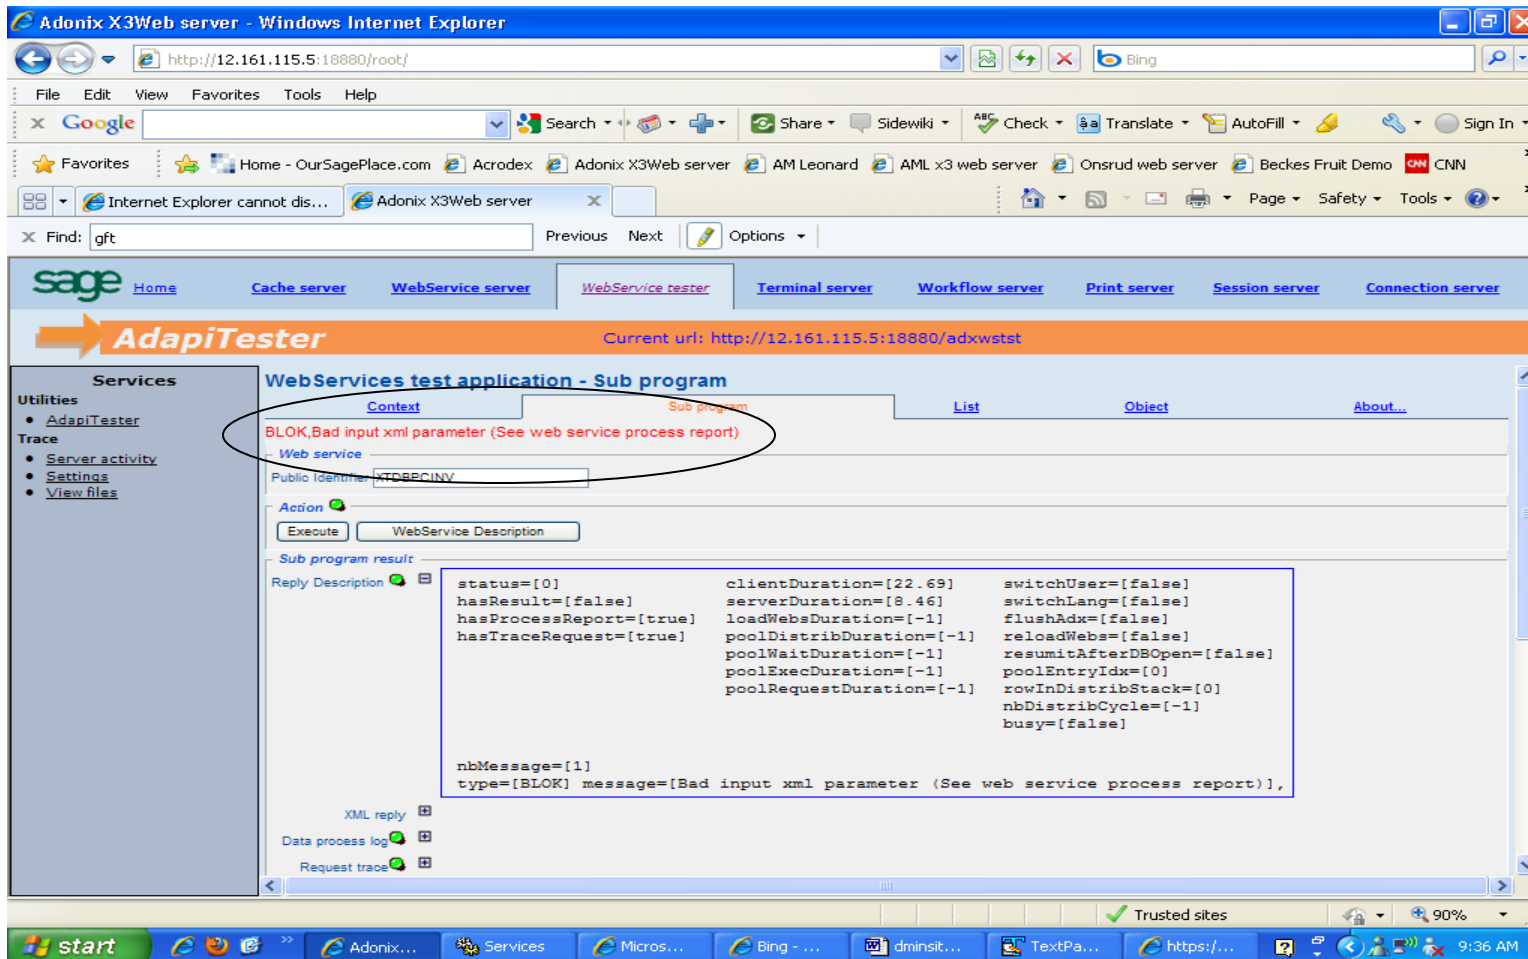 Adonix X3Web server - Windows Internet Explorer
http://12.161.115.5:18880/root/
Bing
File Edit View Favorites Tools Help
x Google Search Share Sidewiki ABC Check Translate AutoFill Sign In
Favorites Home - OurSagePlace.com Acrodex Adonix X3Web server AM Leonard AML x3 web server Onsrud web server Beckes Fruit Demo CNN CNN
Internet Explorer cannot dis... Adonix X3Web server Page Safety Tools
x Find: gft Previous Next Options
sage Home Cache server WebService server WebService tester Terminal server Workflow server Print server Session server Connection server
AdapiTester Current url: http://12.161.115.5:18880/adxwstst
Services
Utilities
AdapiTester
Trace
Server activity
Settings
View files
WebServices test application - Sub program
Context Sub program List Object About...
BLOK,Bad input xml parameter (See web service process report)
Web service
Public Identifier XTDBPCINV
Action
Execute WebService Description
Sub program result
Reply Description
status=[0] clientDuration=[22.69] switchUser=[false]
hasResult=[false] serverDuration=[8.46] switchLang=[false]
hasProcessReport=[true] loadWebsDuration=[-1] flushAdx=[false]
hasTraceRequest=[true] poolDistribDuration=[-1] reloadWebs=[false]
poolWaitDuration=[-1] resumitAfterDBOpen=[false]
poolExecDuration=[-1] poolEntryIdx=[0]
poolRequestDuration=[-1] rowInDistribStack=[0]
nbDistribCycle=[-1]
busy=[false]
nbMessage=[1]
type=[BLOK] message=[Bad input xml parameter (See web service process report)],
XML reply
Data process log
Request trace
Trusted sites 90%
start Adonix... Services Micros... Bing - ... dminsit... TextPa... https:/... 9:36 AM